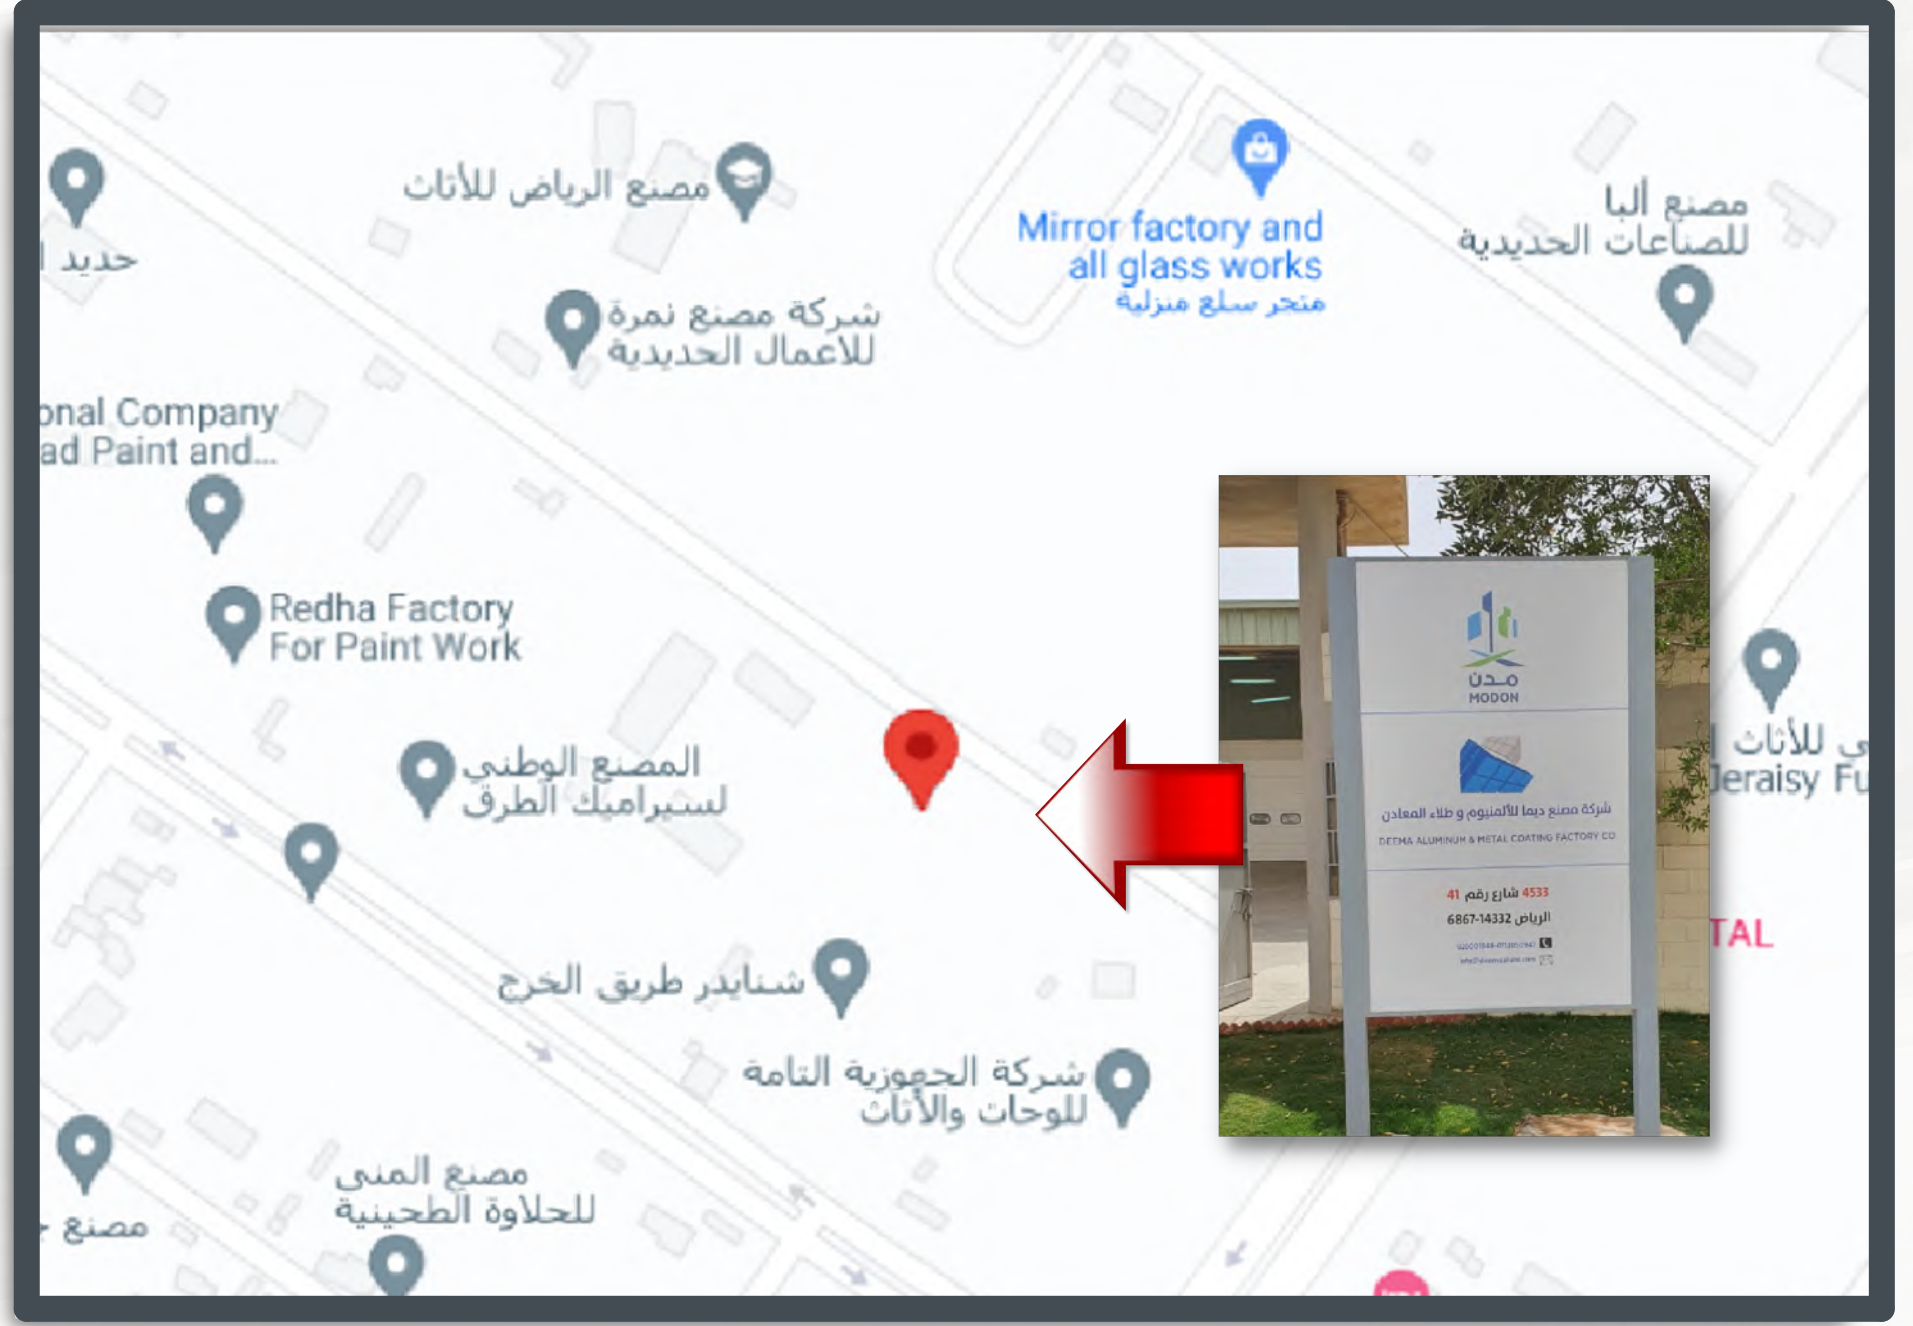 مصنع الرياض للأثاث
حديد ا
شركة مصنع نمرة
للاعمال الحديدية
Mirror factory and
all glass works
متجر سلع منزلية
مصنع ألبا
للصناعات الحديدية
onal Company
ad Paint and...
Redha Factory
For Paint Work
المصنع الوطني
لسيراميك الطرق
شنايدر طريق الخرج
شركة الجهوزية التامة
للوحات والأثاث
مصنع المنى
للحلاوة الطحينية
مصنع ج
مدن
MODON
شركة مصنع ديما للألمنيوم و طلاء المعادن
DEEMA ALUMINUM & METAL COATING FACTORY CO.
4533 شارع رقم 41
الرياض 14332-6867
ى للأثاث ا
Jeraisy Fu
TAL